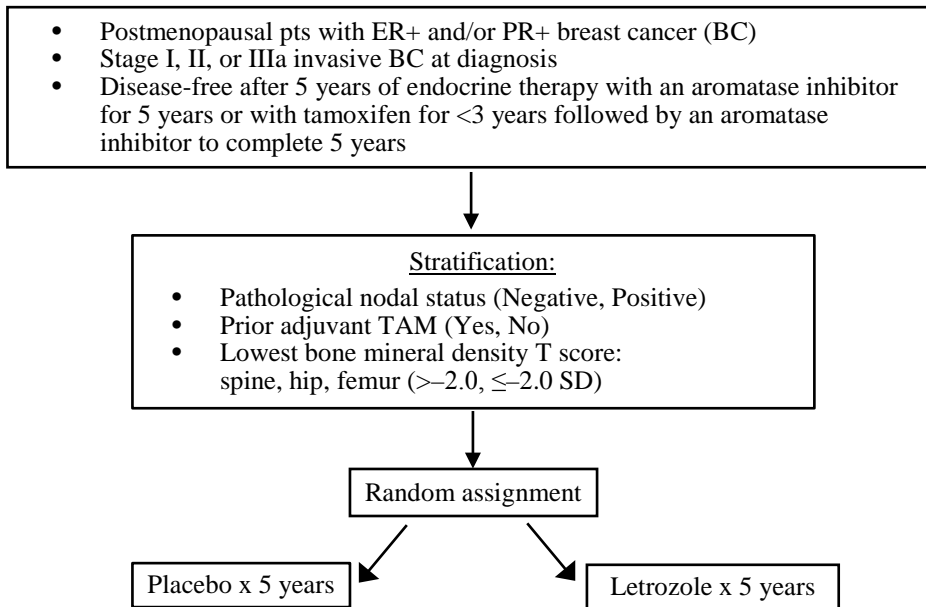 • Postmenopausal pts with ER+ and/or PR+ breast cancer (BC)
• Stage I, II, or IIIa invasive BC at diagnosis
• Disease-free after 5 years of endocrine therapy with an aromatase inhibitor
for 5 years or with tamoxifen for <3 years followed by an aromatase
inhibitor to complete 5 years
Stratification:
• Pathological nodal status (Negative, Positive)
• Prior adjuvant TAM (Yes, No)
• Lowest bone mineral density T score:
spine, hip, femur (>–2.0, ≤–2.0 SD)
Random assignment
Placebo x 5 years
Letrozole x 5 years